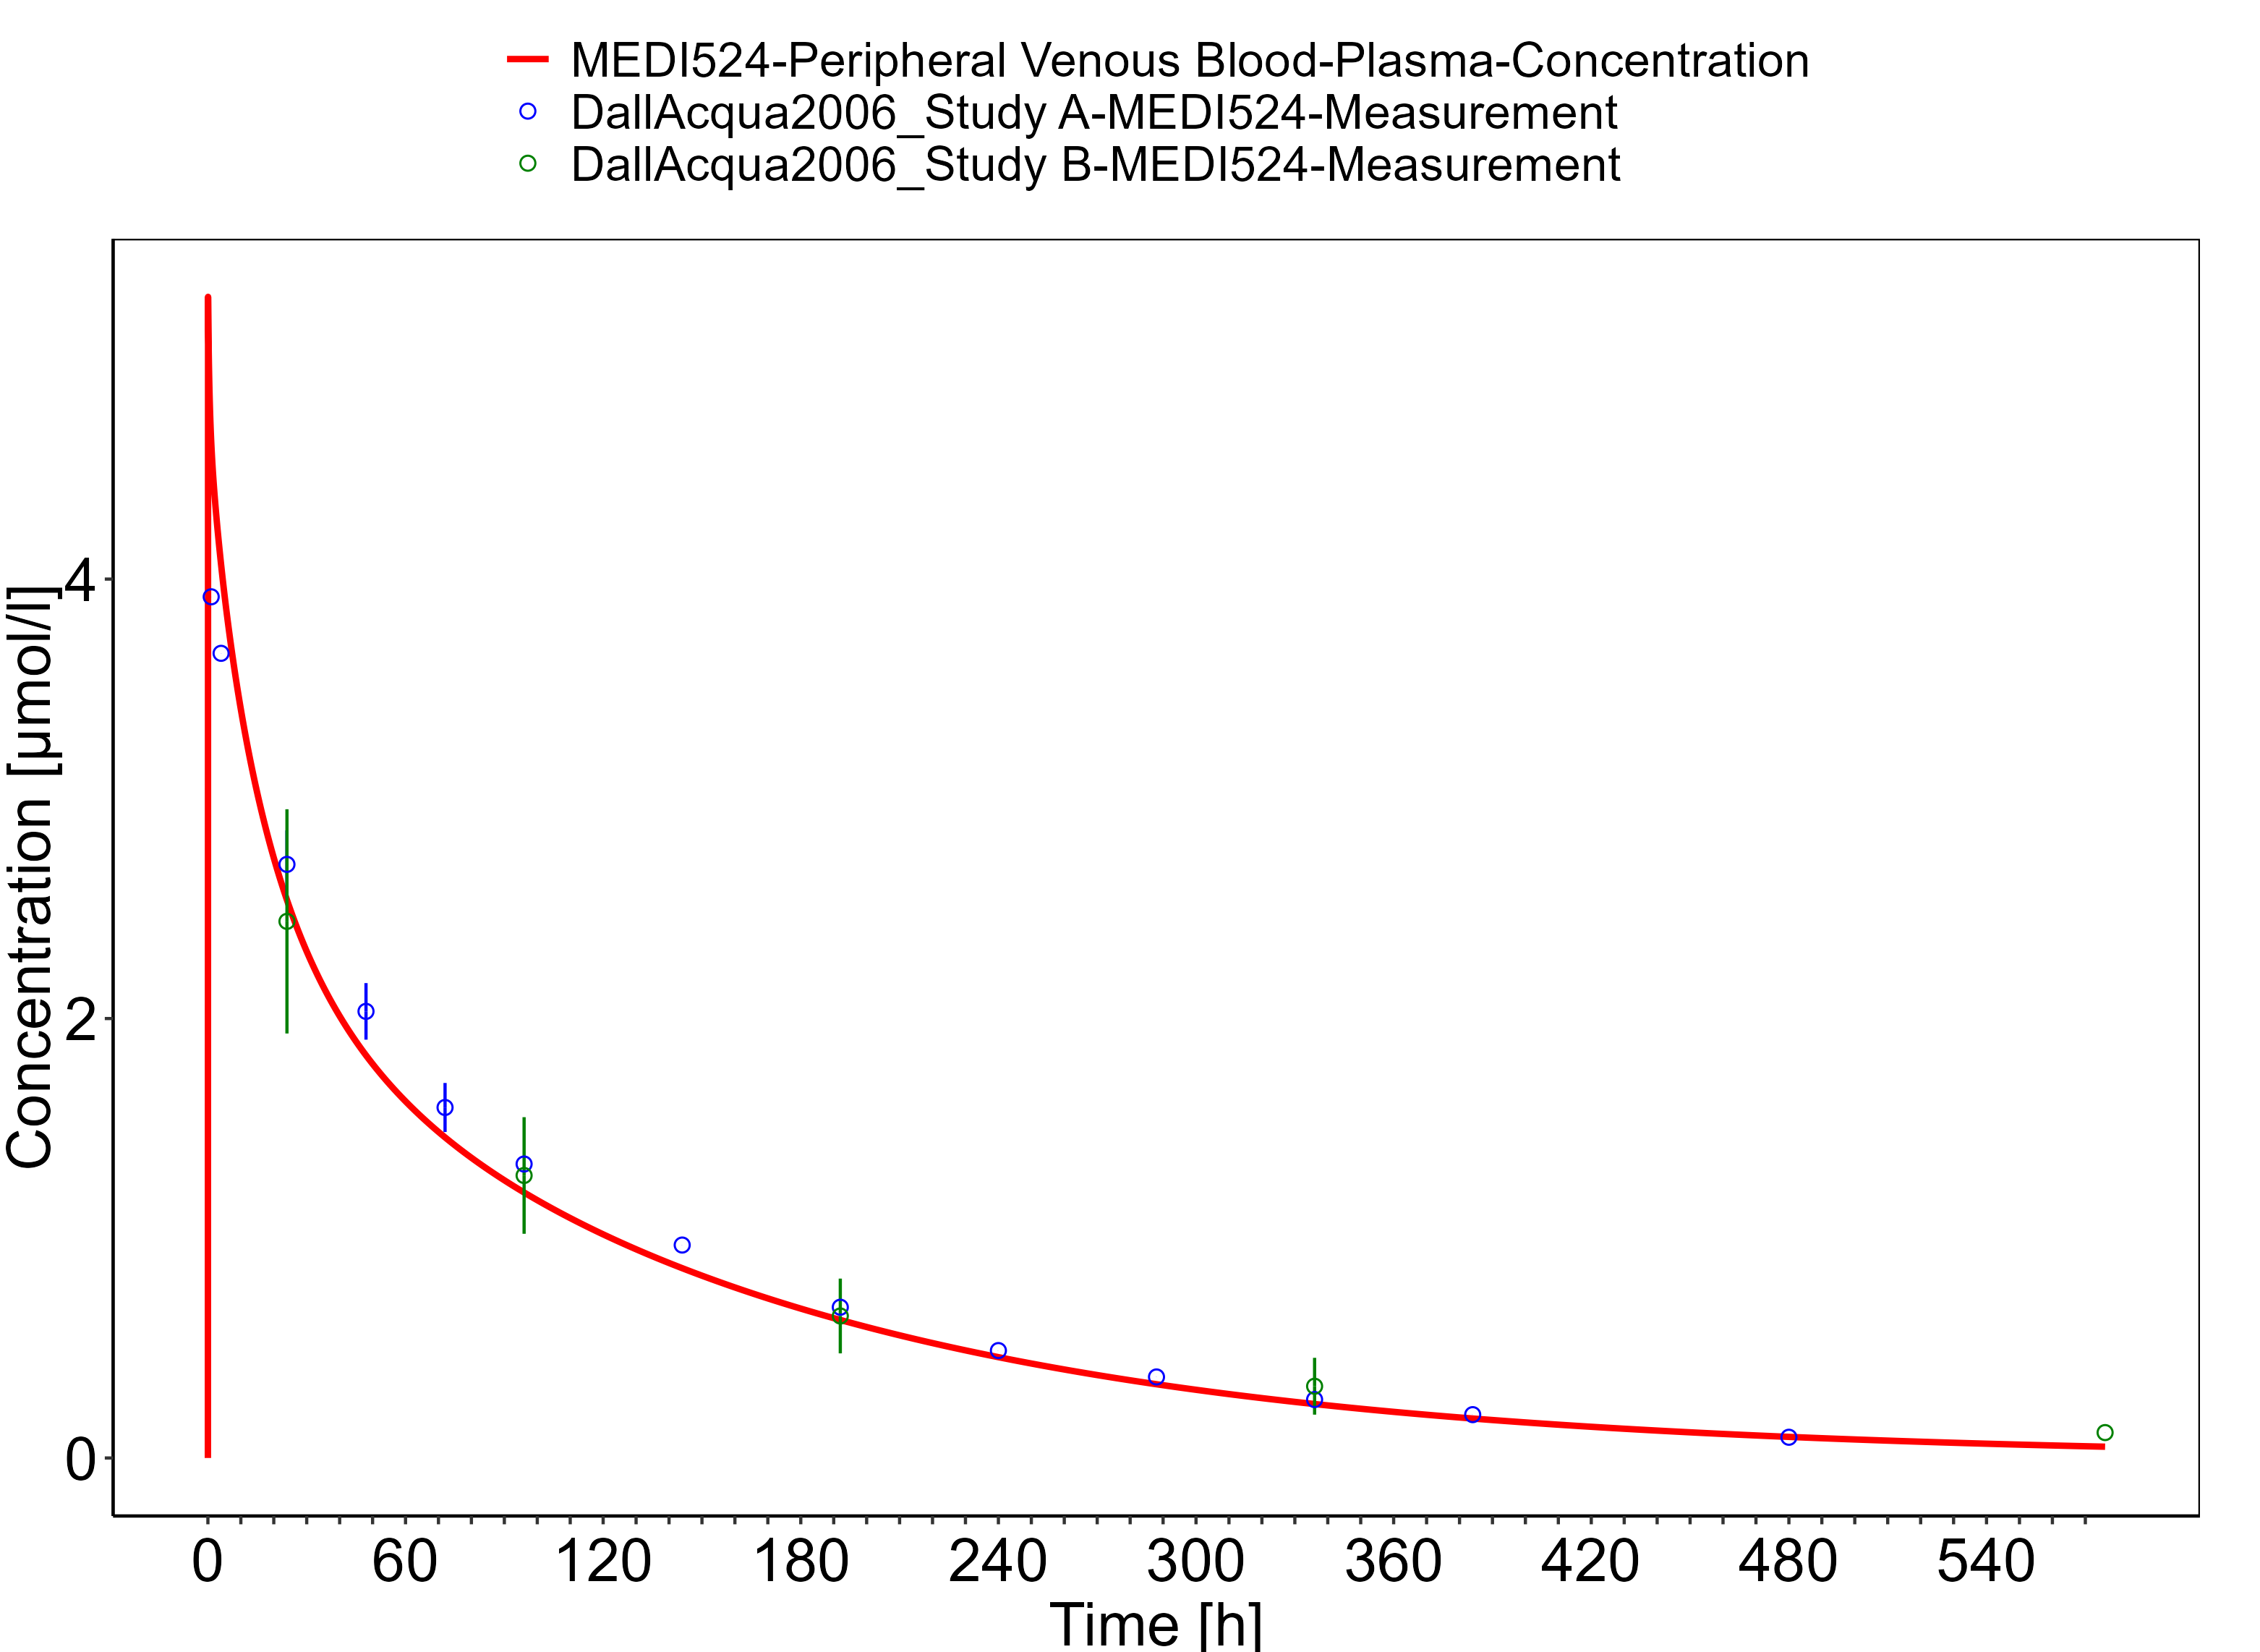 MEDI524-Peripheral Venous Blood-Plasma-Concentration
DallAcqua2006_Study A-MEDI524-Measurement
DallAcqua2006_Study B-MEDI524-Measurement
Concentration [µmol/l]
4
2
0
0 60 120 180 240 300 360 420 480 540
Time [h]